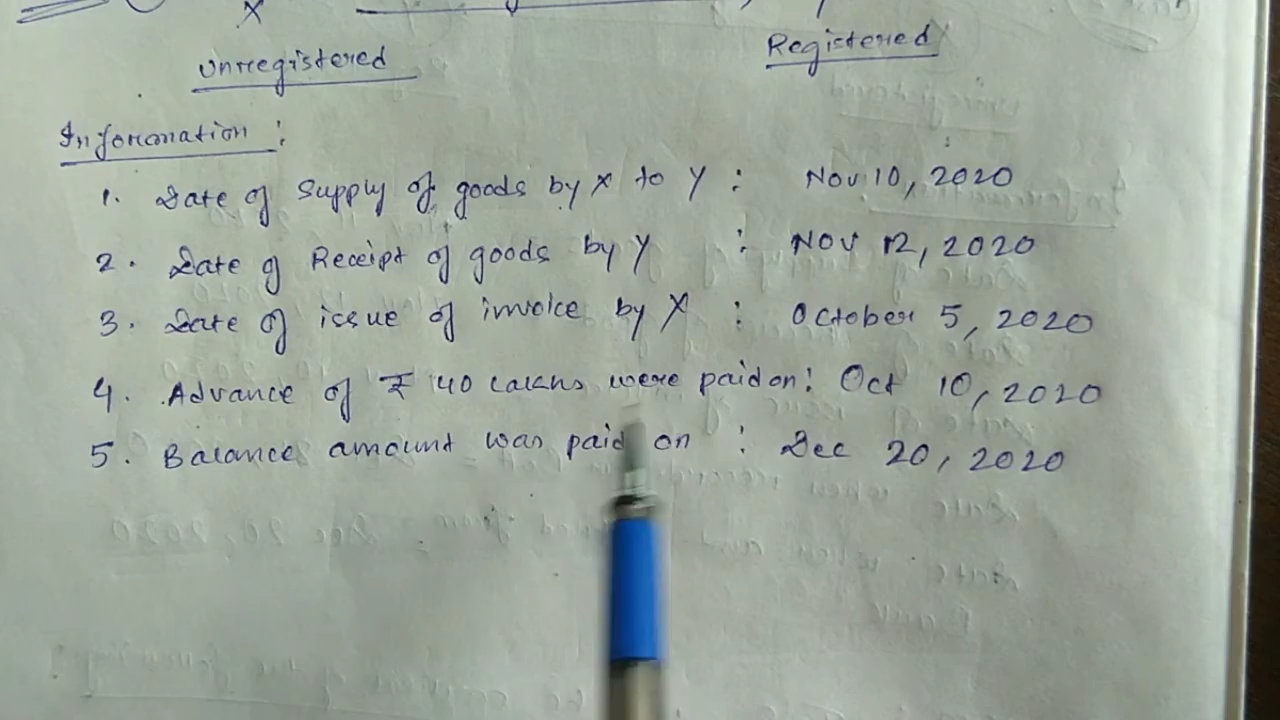 X
Unregistered
Registered
Information :
1. Date of Supply of goods by X to Y : Nov 10, 2020
2. Date of Receipt of goods by Y : NOV 12, 2020
3. Date of issue of invoice by X : October 5, 2020
4. Advance of ₹ 40 Lakhs were paid on : Oct 10, 2020
5. Balance amount was paid on : Dec 20, 2020